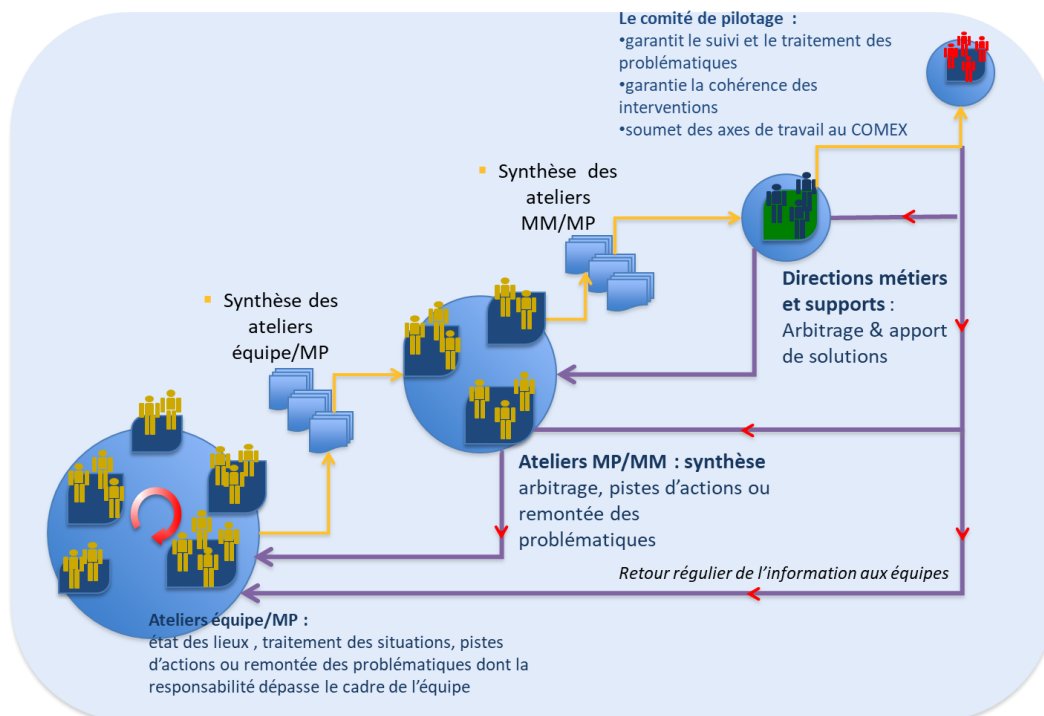 Le comité de pilotage :
•garantit le suivi et le traitement des
problématiques
•garantie la cohérence des
interventions
•soumet des axes de travail au COMEX
▪ Synthèse des
ateliers
MM/MP
Directions métiers
et supports :
Arbitrage & apport
de solutions
▪ Synthèse des
ateliers
équipe/MP
Ateliers MP/MM : synthèse
arbitrage, pistes d’actions ou
remontée des
problématiques
Retour régulier de l’information aux équipes
Ateliers équipe/MP :
état des lieux , traitement des situations, pistes
d’actions ou remontée des problématiques dont la
responsabilité dépasse le cadre de l’équipe